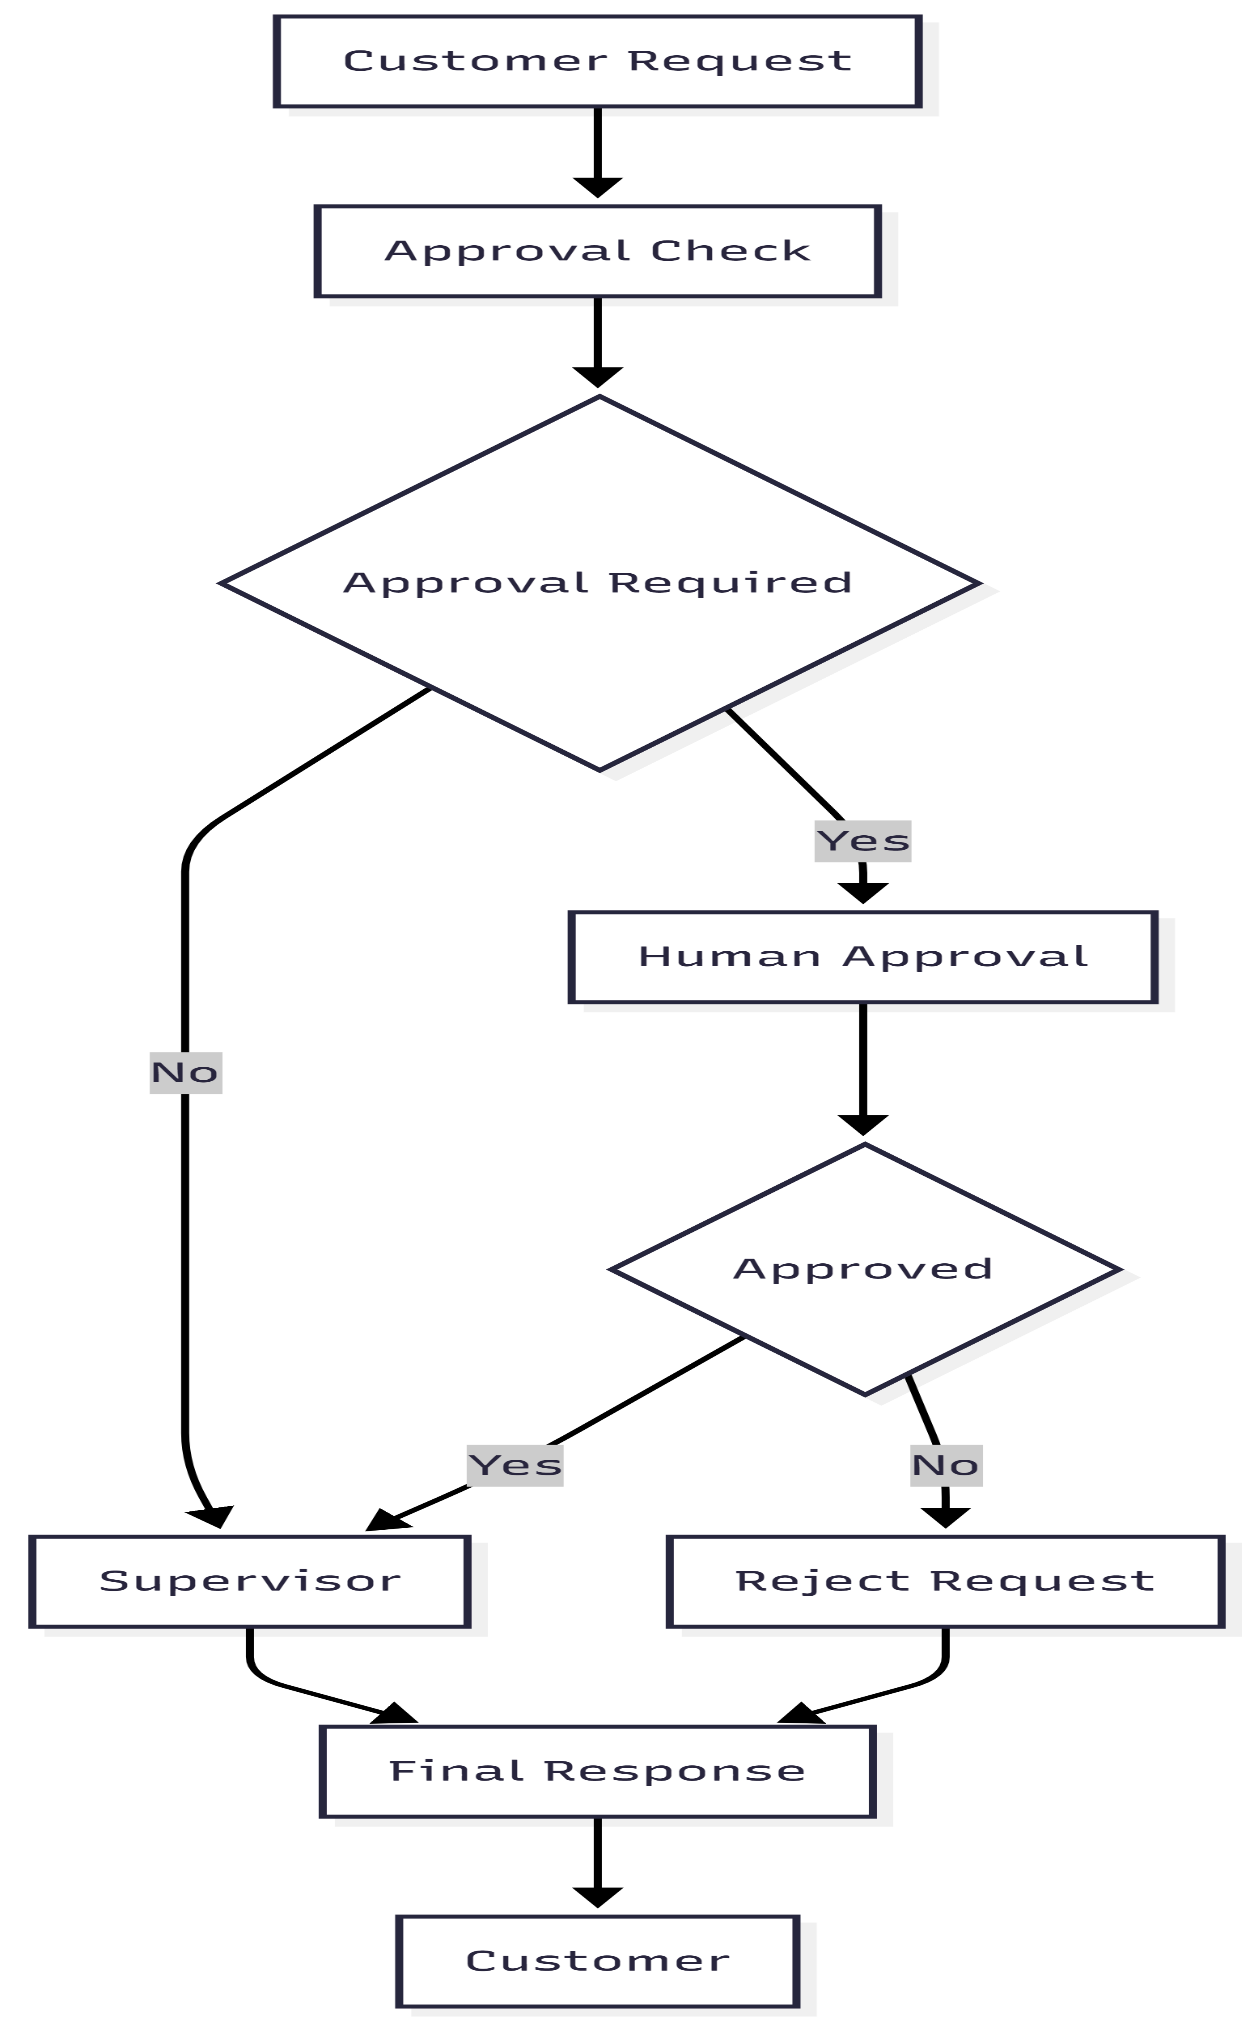 Customer Request
Approval Check
Approval Required
Yes
Human Approval
No
Approved
Yes
No
Supervisor
Reject Request
Final Response
Customer